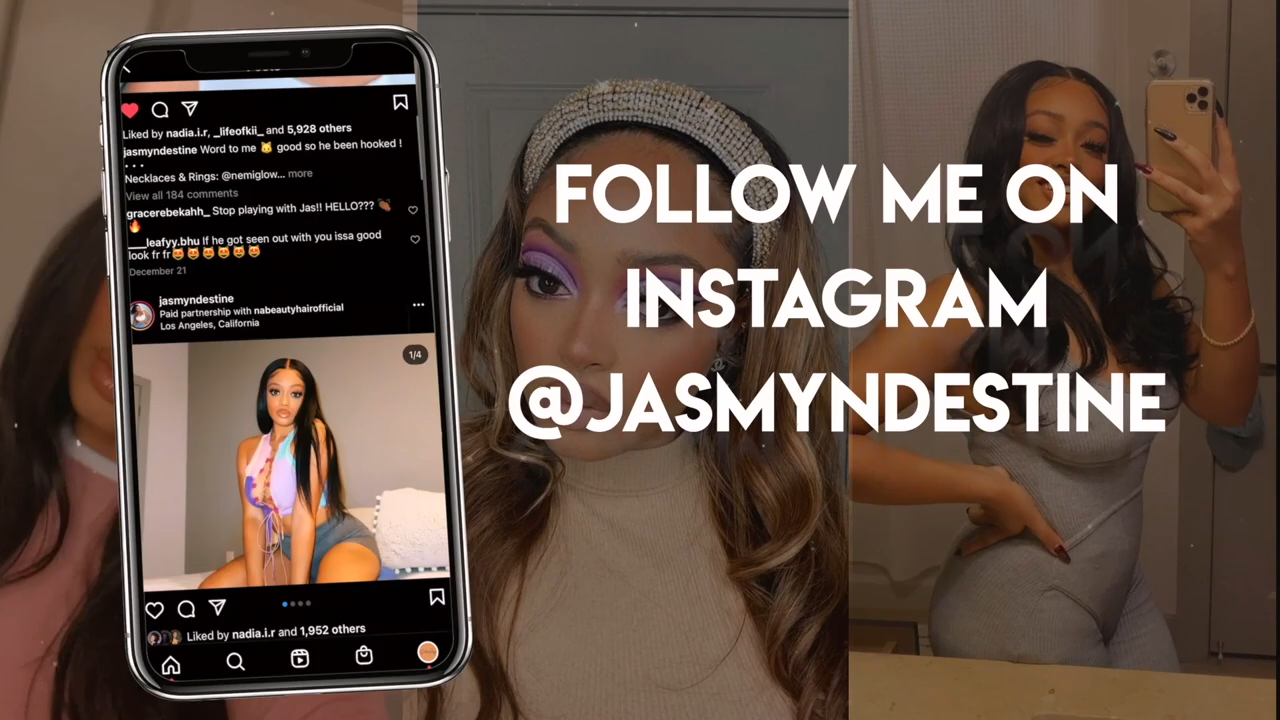 Liked by nadia.i.r, _lifeofkii_ and 5,928 others
jasmyndestine Word to me 😼 good so he been hooked !
• • •
Necklaces & Rings: @nemiglow... more
View all 184 comments
gracerebekahh_ Stop playing with Jas!! HELLO??? 👏🏾
🔥
___leafyy.bhu If he got seen out with you issa good
look fr fr😍😍😍😍😍😍
December 21
jasmyndestine
Paid partnership with nabeautyhairofficial
Los Angeles, California
1/4
Liked by nadia.i.r and 1,952 others
FOLLOW ME ON
INSTAGRAM
@JASMYNDESTINE